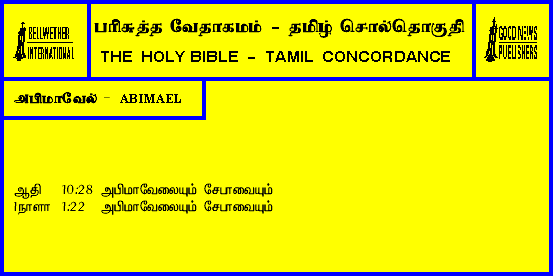 BELLWETHER
INTERNATIONAL
பரிசுத்த வேதாகமம் - தமிழ் சொல்தொகுதி
THE HOLY BIBLE - TAMIL CONCORDANCE
GOOD NEWS
PUBLISHERS
அபிமாவேல் - ABIMAEL
ஆதி 10:28 அபிமாவேலையும் சேபாவையும்
1நாளா 1:22 அபிமாவேலையும் சேபாவையும்